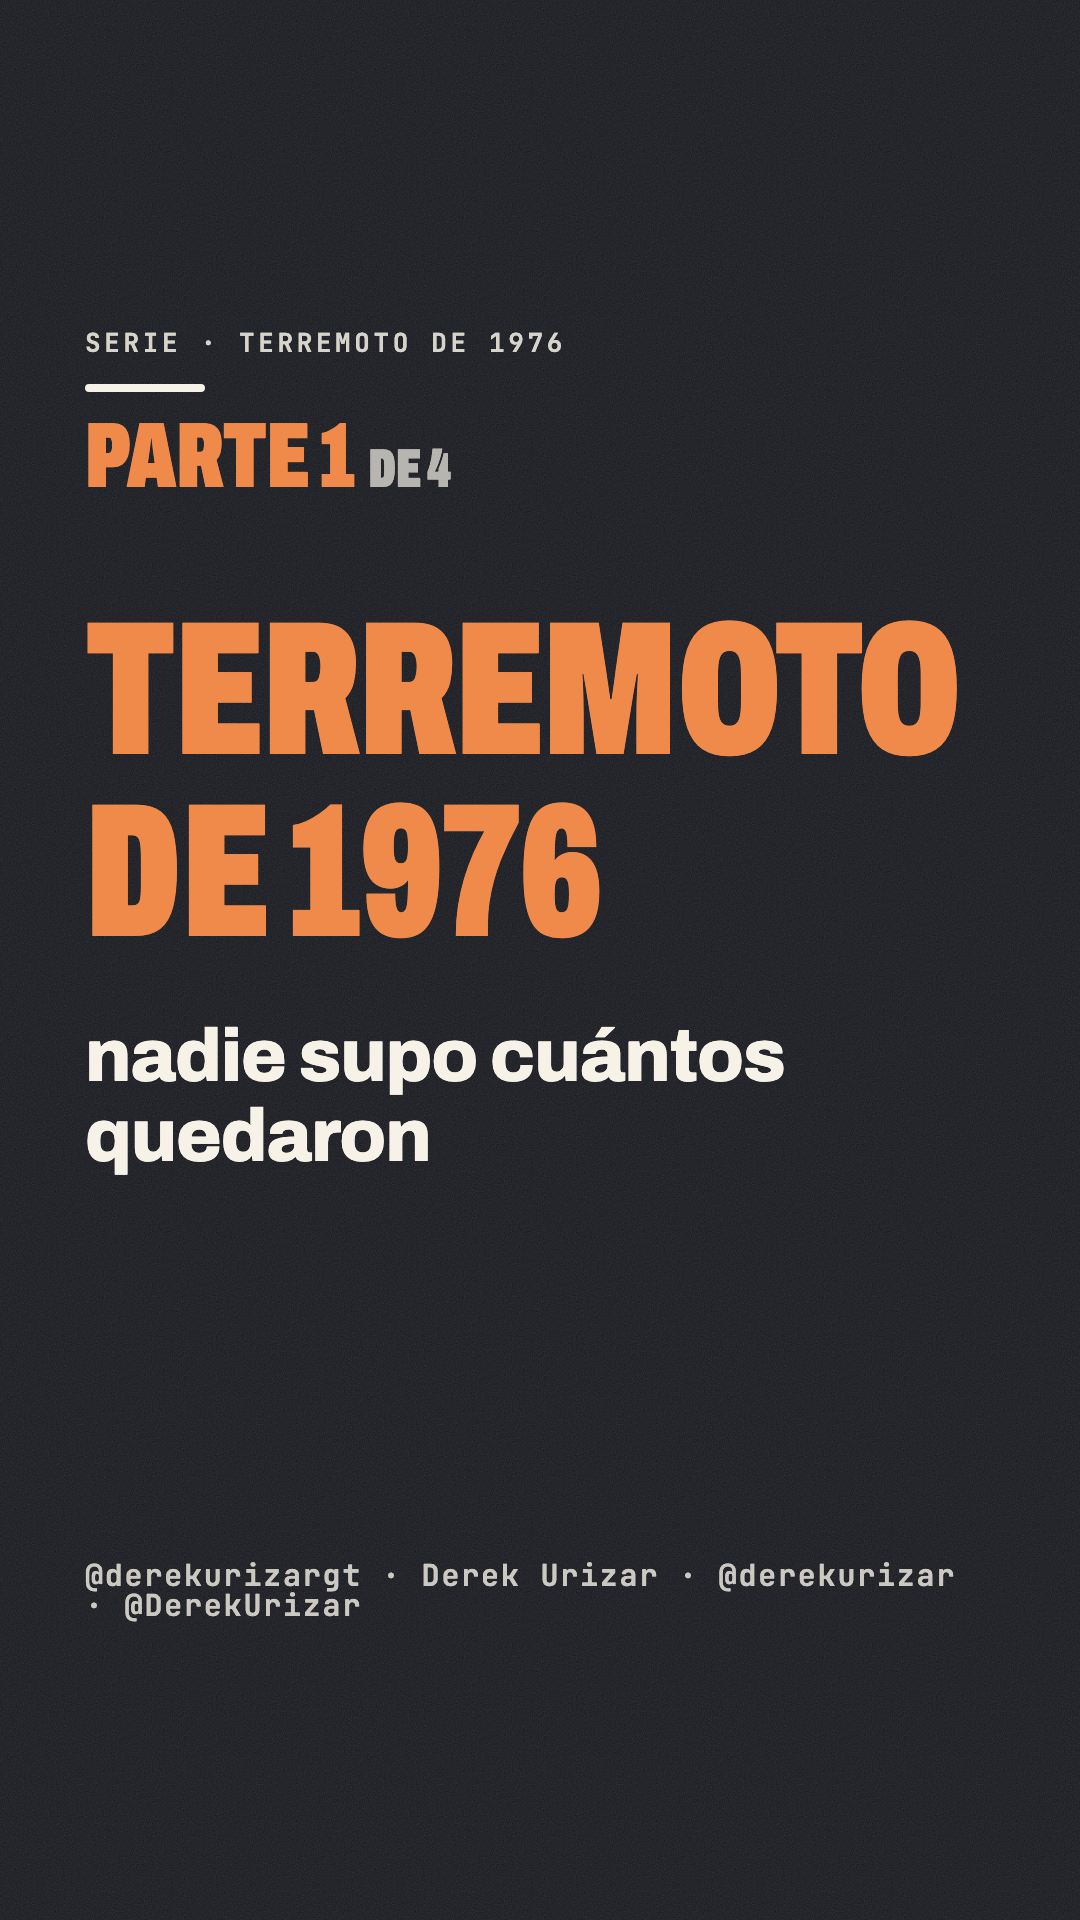 SERIE · TERREMOTO DE 1976
PARTE 1 DE 4
TERREMOTO
DE 1976
nadie supo cuántos
quedaron
@derekurizargt · Derek Urizar · @derekurizar
· @DerekUrizar